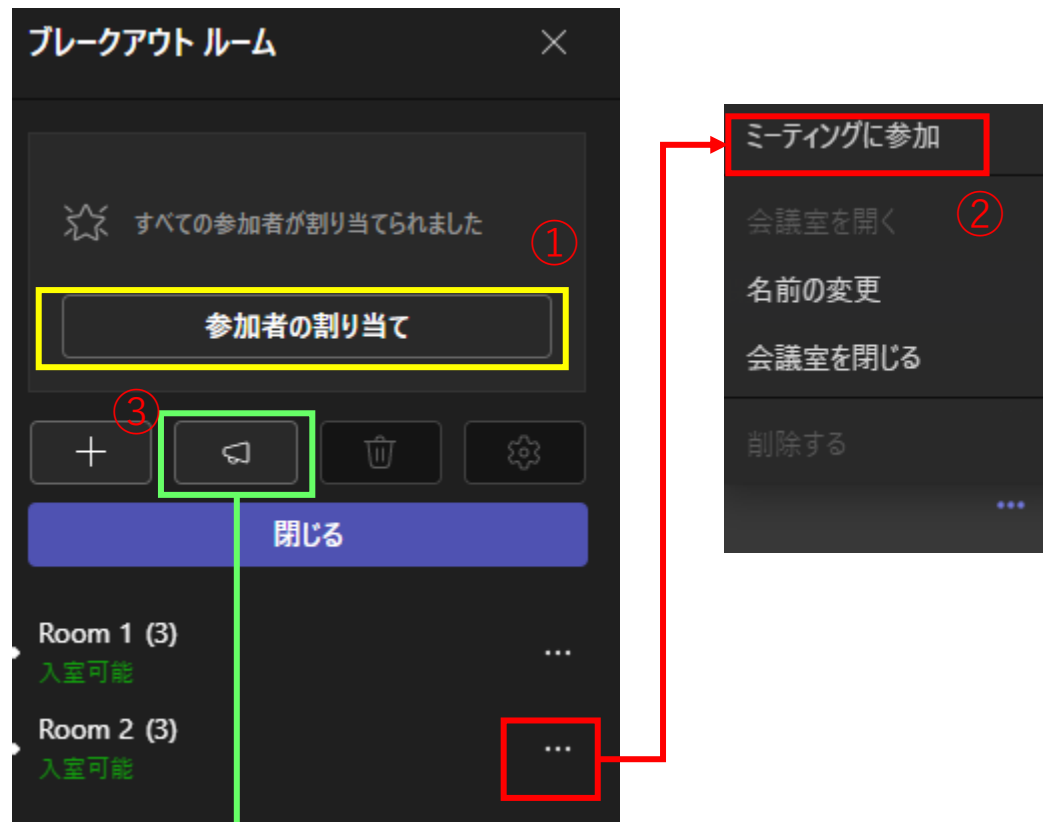 ブレークアウト ルーム
すべての参加者が割り当てられました
①
参加者の割り当て
③
閉じる
Room 1 (3)
入室可能
Room 2 (3)
入室可能
ミーティングに参加
会議室を開く
②
名前の変更
会議室を閉じる
削除する